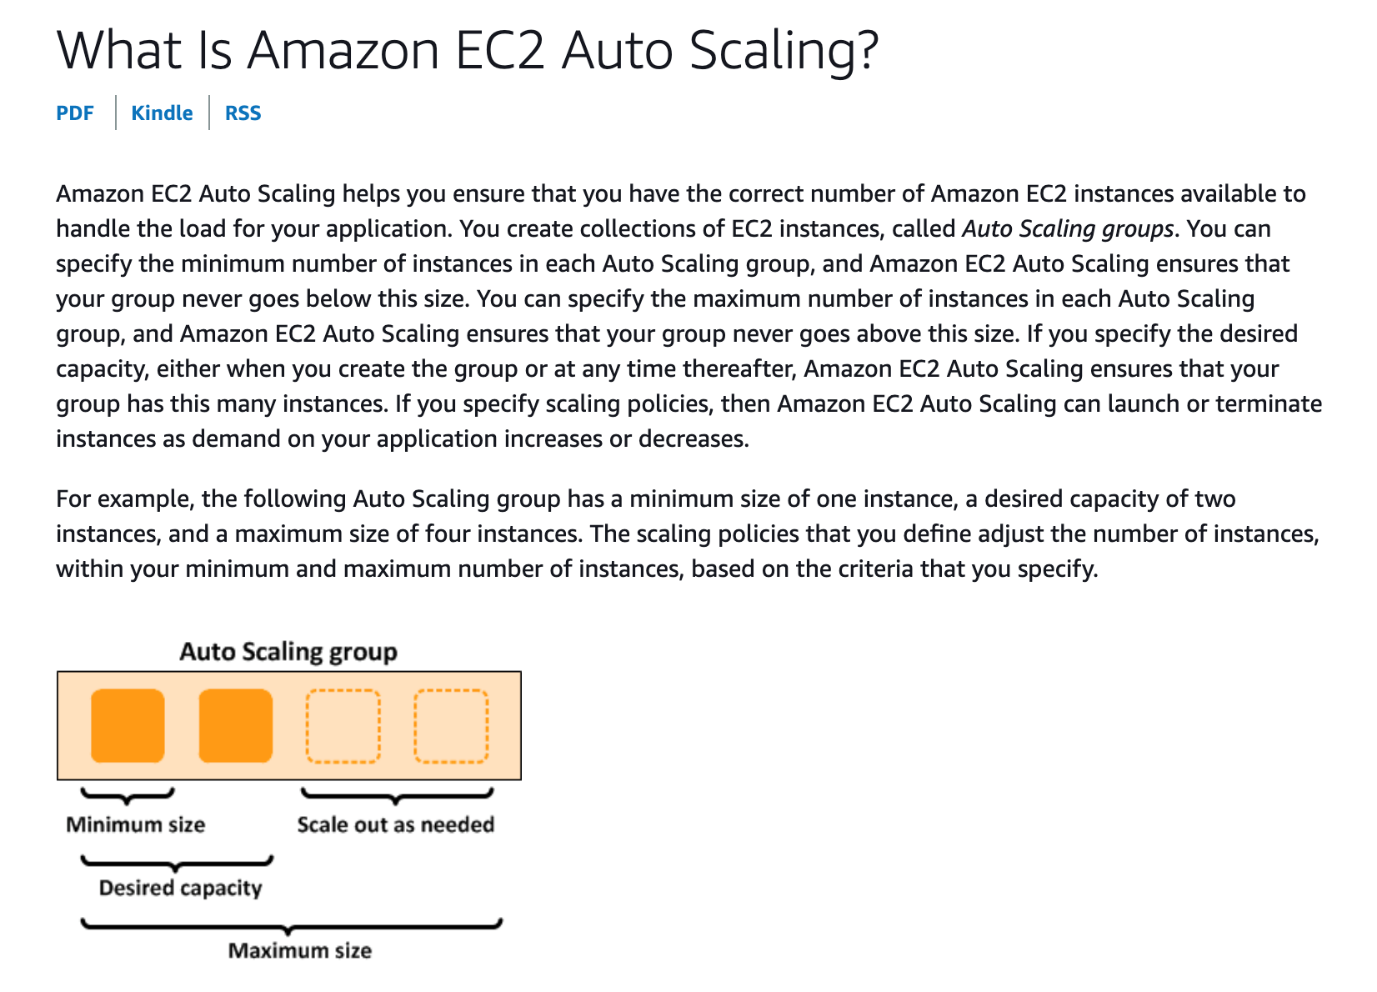 What Is Amazon EC2 Auto Scaling?
PDF Kindle RSS
Amazon EC2 Auto Scaling helps you ensure that you have the correct number of Amazon EC2 instances available to
handle the load for your application. You create collections of EC2 instances, called Auto Scaling groups. You can
specify the minimum number of instances in each Auto Scaling group, and Amazon EC2 Auto Scaling ensures that
your group never goes below this size. You can specify the maximum number of instances in each Auto Scaling
group, and Amazon EC2 Auto Scaling ensures that your group never goes above this size. If you specify the desired
capacity, either when you create the group or at any time thereafter, Amazon EC2 Auto Scaling ensures that your
group has this many instances. If you specify scaling policies, then Amazon EC2 Auto Scaling can launch or terminate
instances as demand on your application increases or decreases.
For example, the following Auto Scaling group has a minimum size of one instance, a desired capacity of two
instances, and a maximum size of four instances. The scaling policies that you define adjust the number of instances,
within your minimum and maximum number of instances, based on the criteria that you specify.
Auto Scaling group
Minimum size
Scale out as needed
Desired capacity
Maximum size